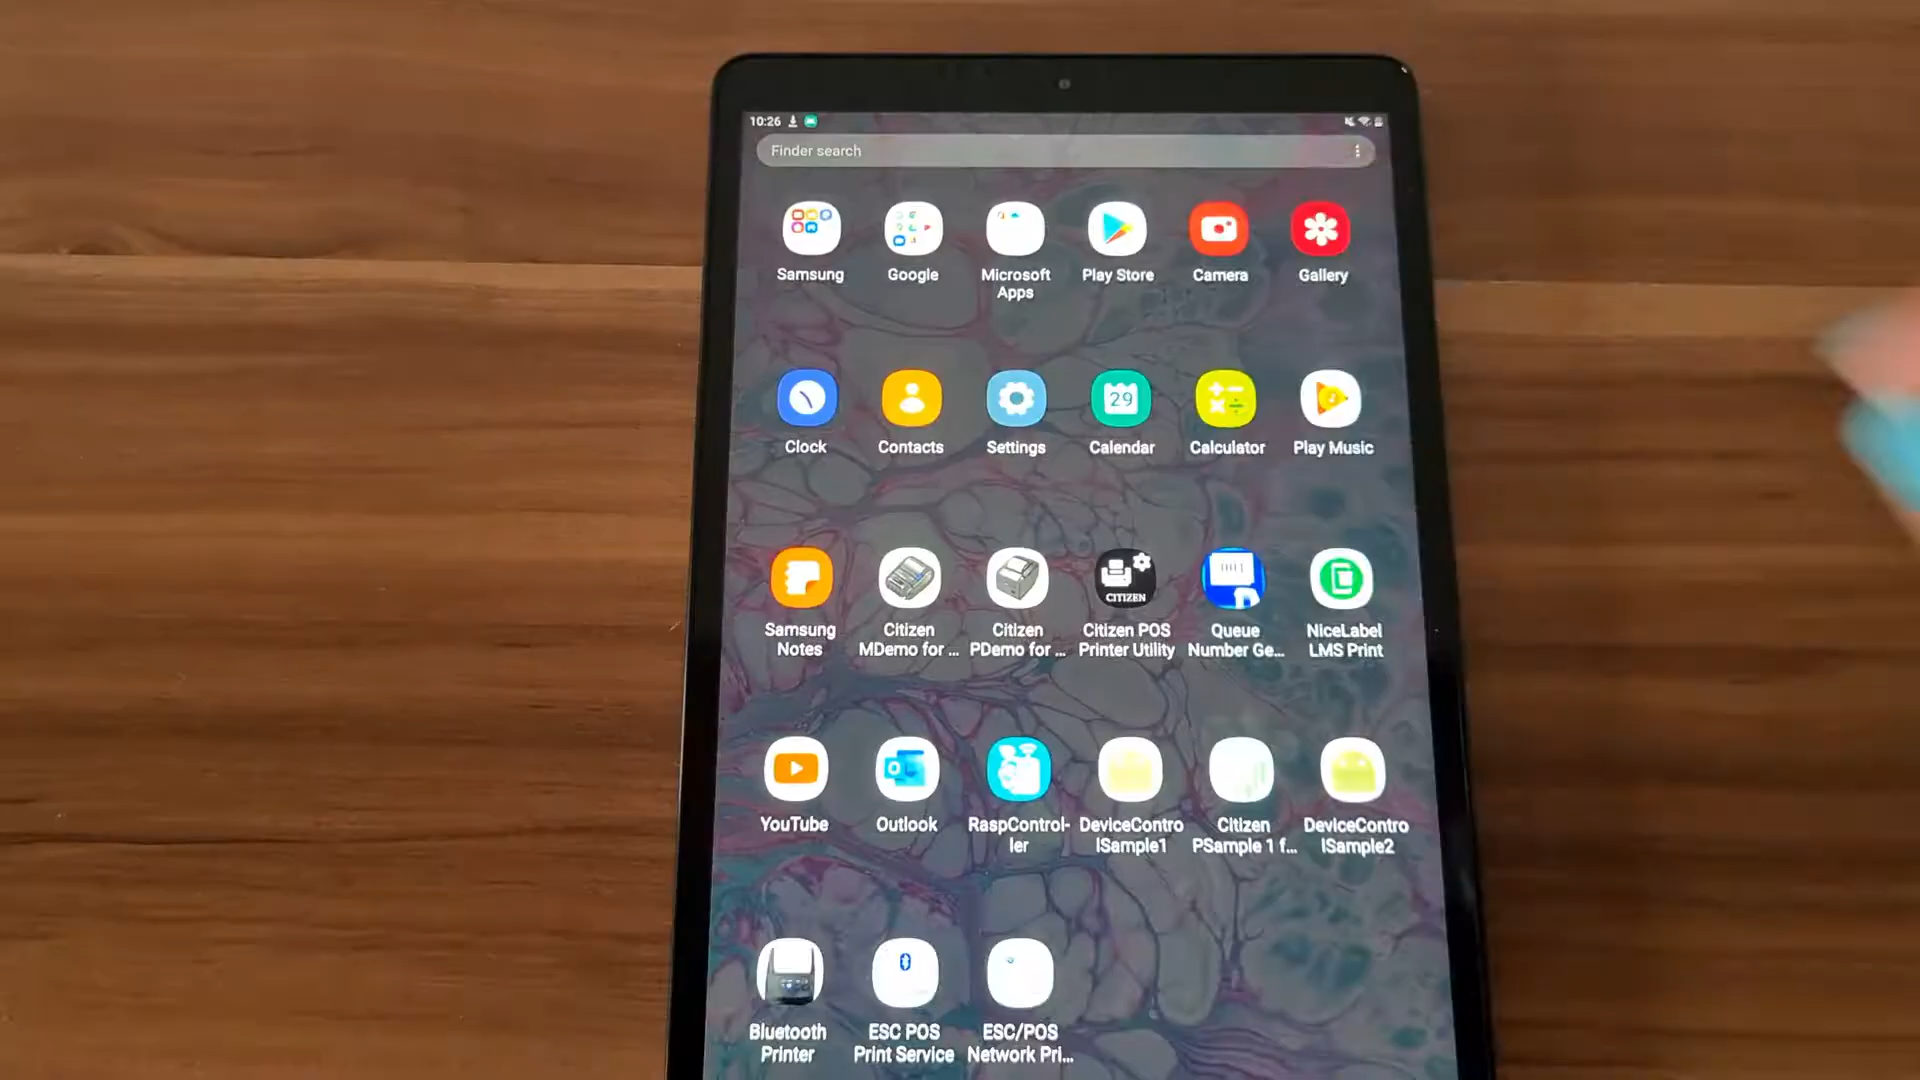 10:26
Finder search
Samsung
Google
Microsoft
Apps
Play Store
Camera
Gallery
Clock
Contacts
Settings
29
Calendar
Calculator
Play Music
Samsung
Notes
Citizen
MDemo for ...
Citizen
PDemo for ...
CITIZEN
Citizen POS
Printer Utility
001
Queue
Number Ge...
NiceLabel
LMS Print
YouTube
Outlook
RaspControl-
ler
DeviceContro
lSample1
Citizen
PSample 1 f...
DeviceContro
lSample2
Bluetooth
Printer
ESC POS
Print Service
ESC/POS
Network Pri...